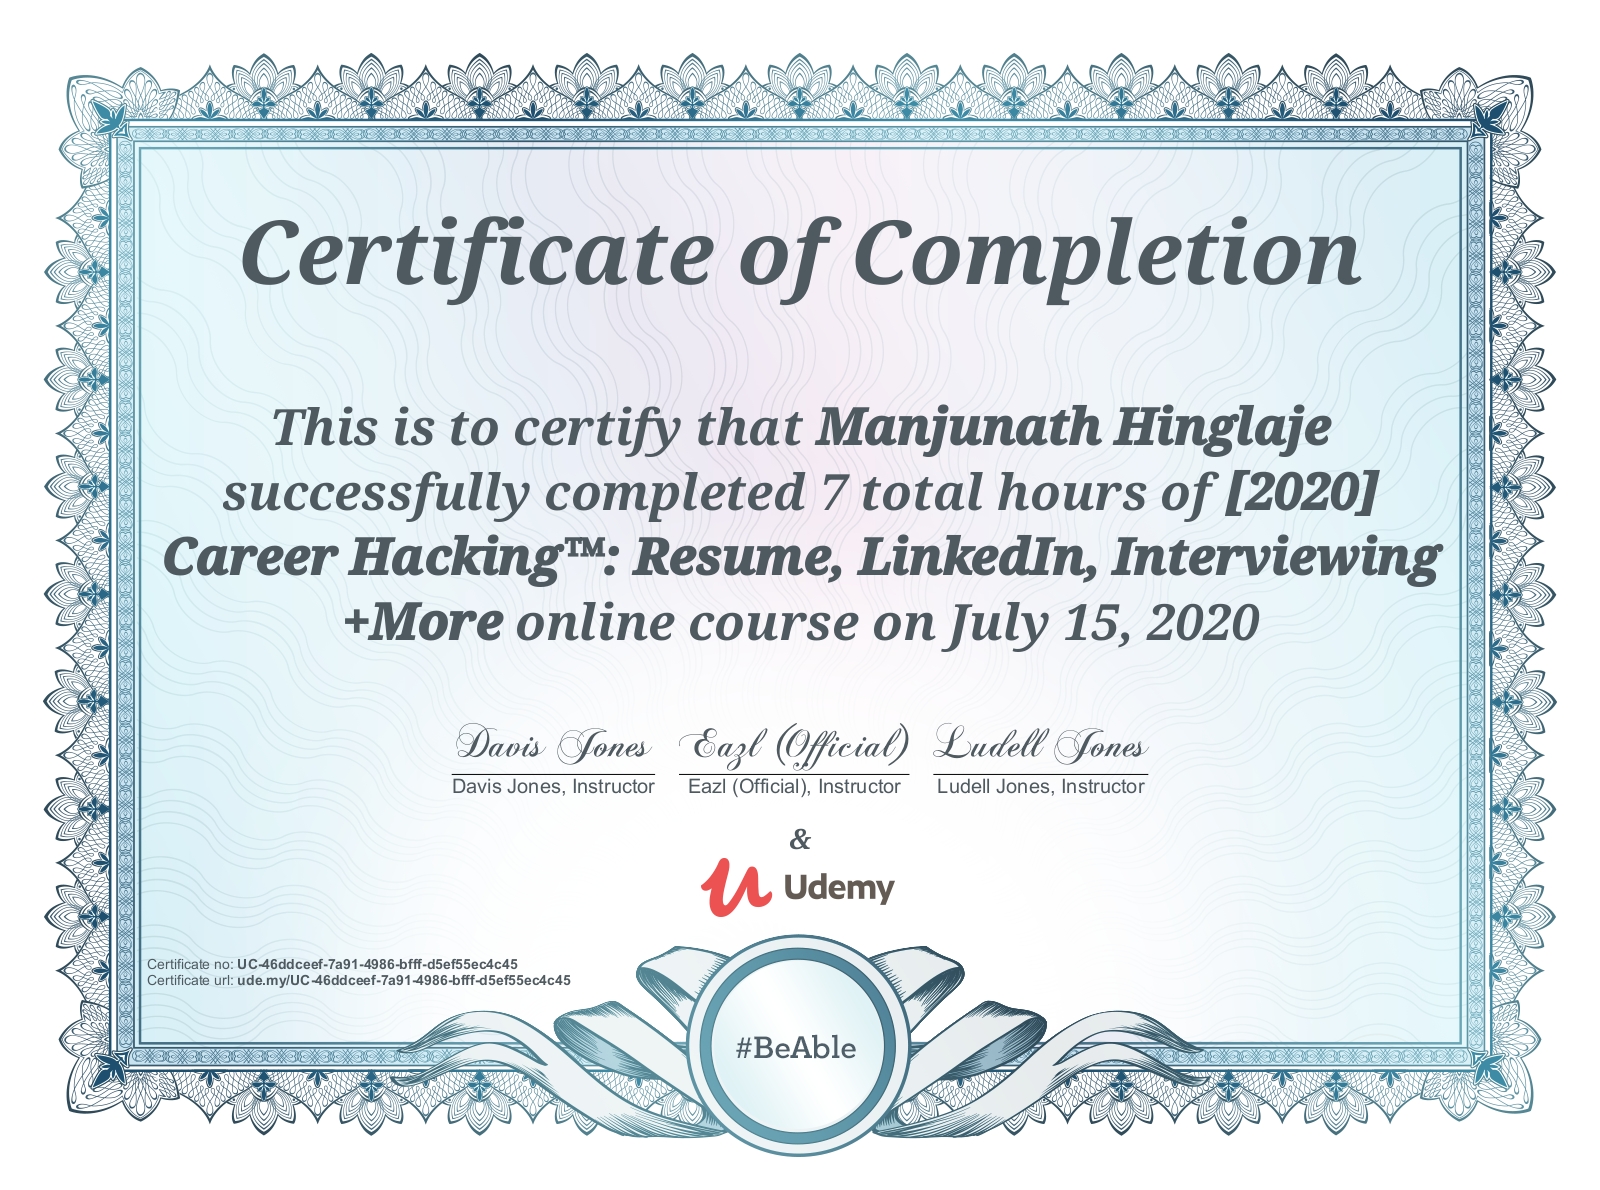 Certificate of Completion
This is to certify that Manjunath Hinglaje
successfully completed 7 total hours of [2020]
Career Hacking™: Resume, LinkedIn, Interviewing
+More online course on July 15, 2020
Davis Jones Eazl (Official) Ludell Jones
Davis Jones, Instructor Eazl (Official), Instructor Ludell Jones, Instructor
&
Udemy
Certificate no: UC-46ddceef-7a91-4986-bfff-d5ef55ec4c45
Certificate url: ude.my/UC-46ddceef-7a91-4986-bfff-d5ef55ec4c45
#BeAble